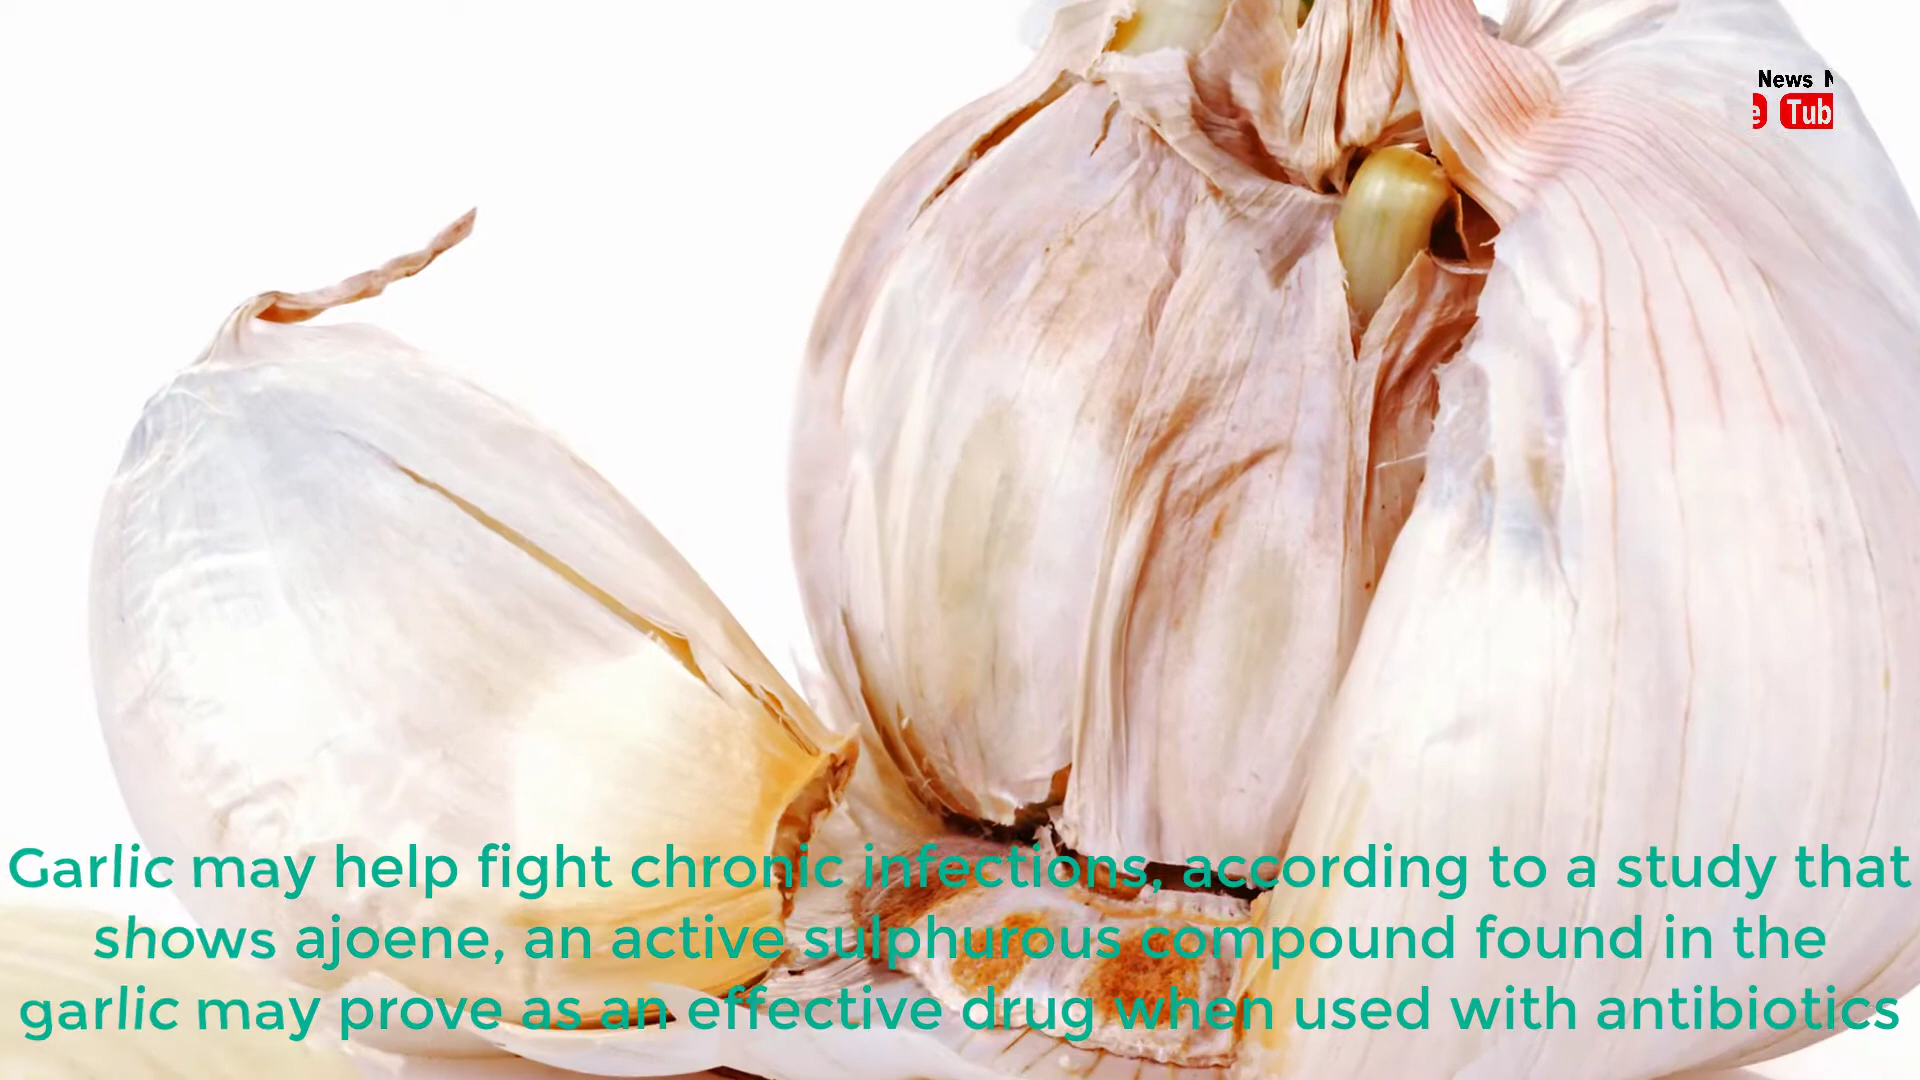 News
Tub
Garlic may help fight chronic infections, according to a study that
shows ajoene, an active sulphurous compound found in the
garlic may prove as an effective drug when used with antibiotics